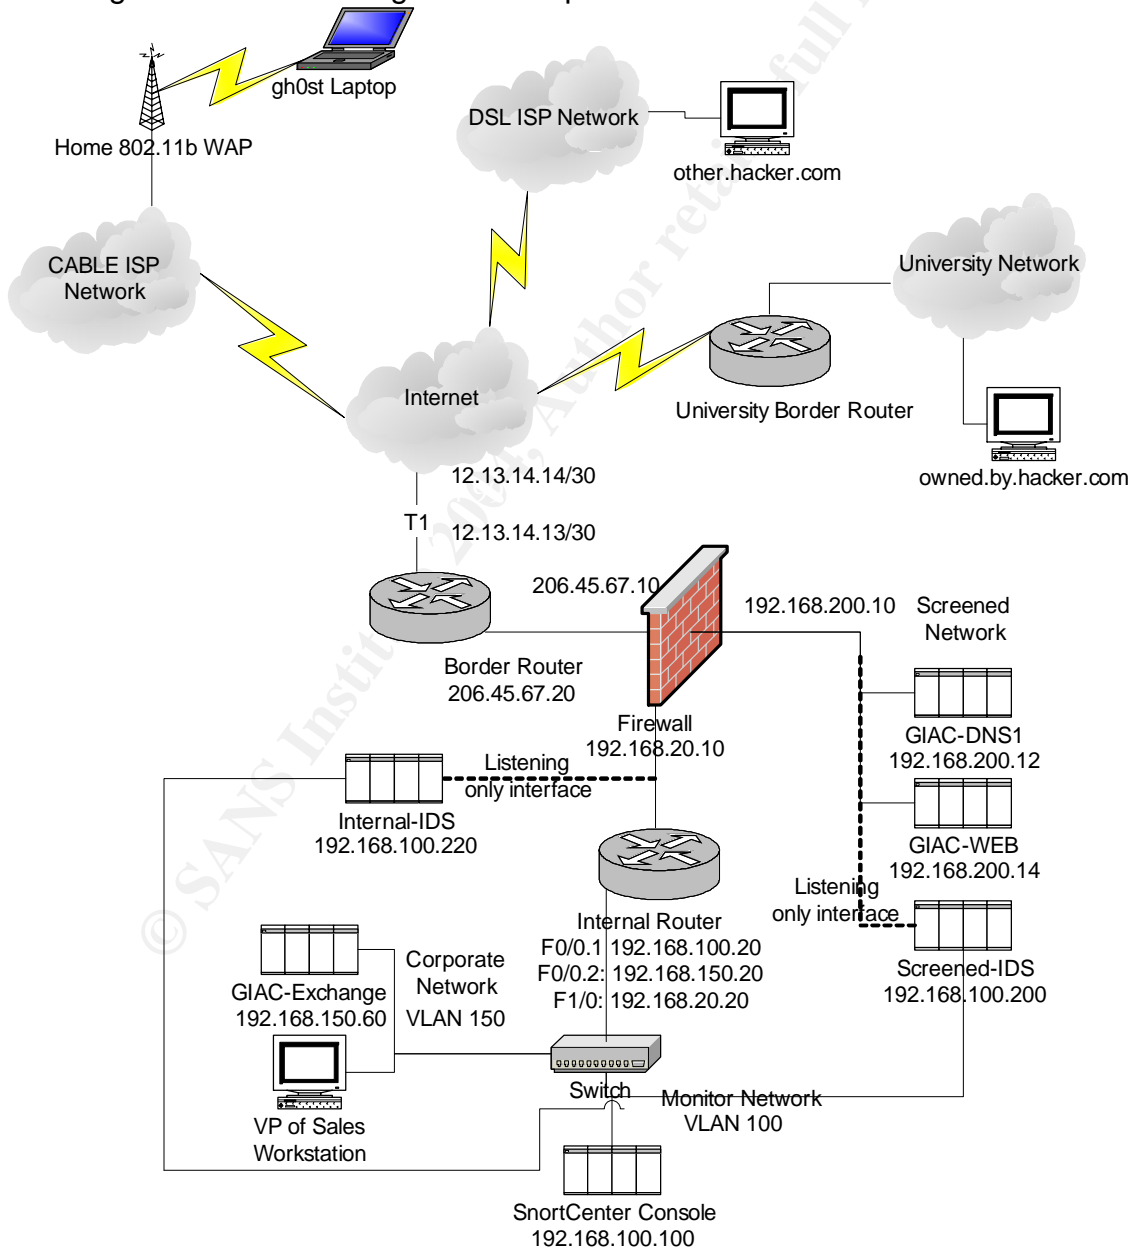 gh0st Laptop
Home 802.11b WAP
DSL ISP Network
other.hacker.com
CABLE ISP
Network
University Network
Internet
University Border Router
owned.by.hacker.com
12.13.14.14/30
T1
12.13.14.13/30
206.45.67.10
192.168.200.10
Screened
Network
Border Router
206.45.67.20
Firewall
192.168.20.10
GIAC-DNS1
192.168.200.12
Listening
only interface
Internal-IDS
192.168.100.220
GIAC-WEB
192.168.200.14
Listening
only interface
Internal Router
F0/0.1 192.168.100.20
F0/0.2: 192.168.150.20
F1/0: 192.168.20.20
Screened-IDS
192.168.100.200
Corporate
Network
VLAN 150
GIAC-Exchange
192.168.150.60
Switch
Monitor Network
VLAN 100
VP of Sales
Workstation
SnortCenter Console
192.168.100.100
© SANS Institute 2004, Author retains full